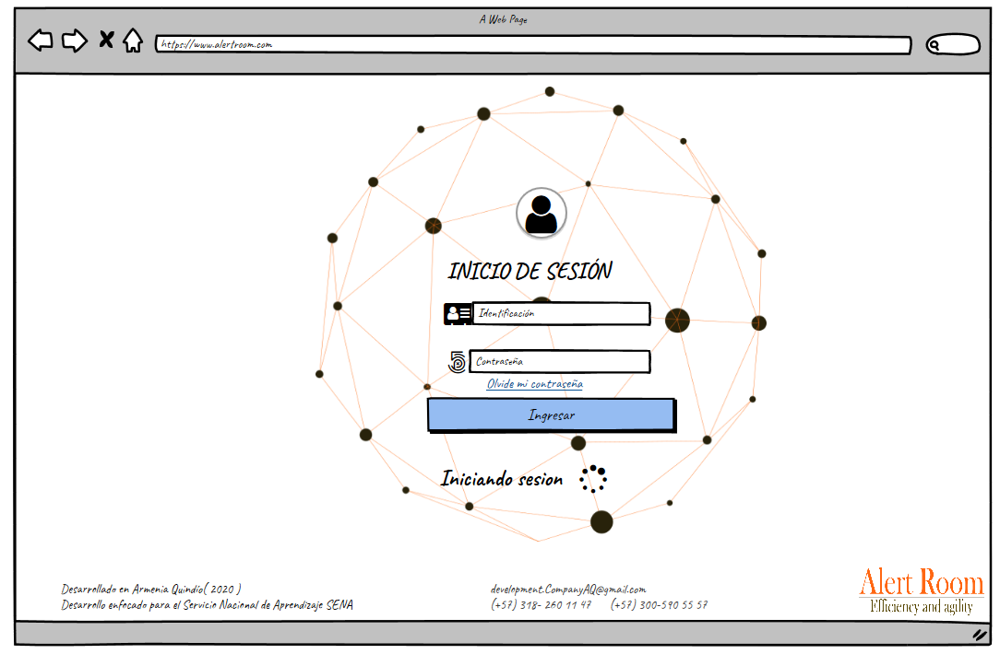 A Web Page
https://www.alertroom.com
INICIO DE SESIÓN
Identificación
Contraseña
Olvide mi contraseña
Ingresar
Iniciando sesion
Desarrollado en Armenia Quindío( 2020 )
Desarrollo enfocado para el Servicio Nacional de Aprendizaje SENA
development.CompanyAQ@gmail.com
(+57) 318- 260 11 47 (+57) 300-590 55 57
Alert Room
Efficiency and agility